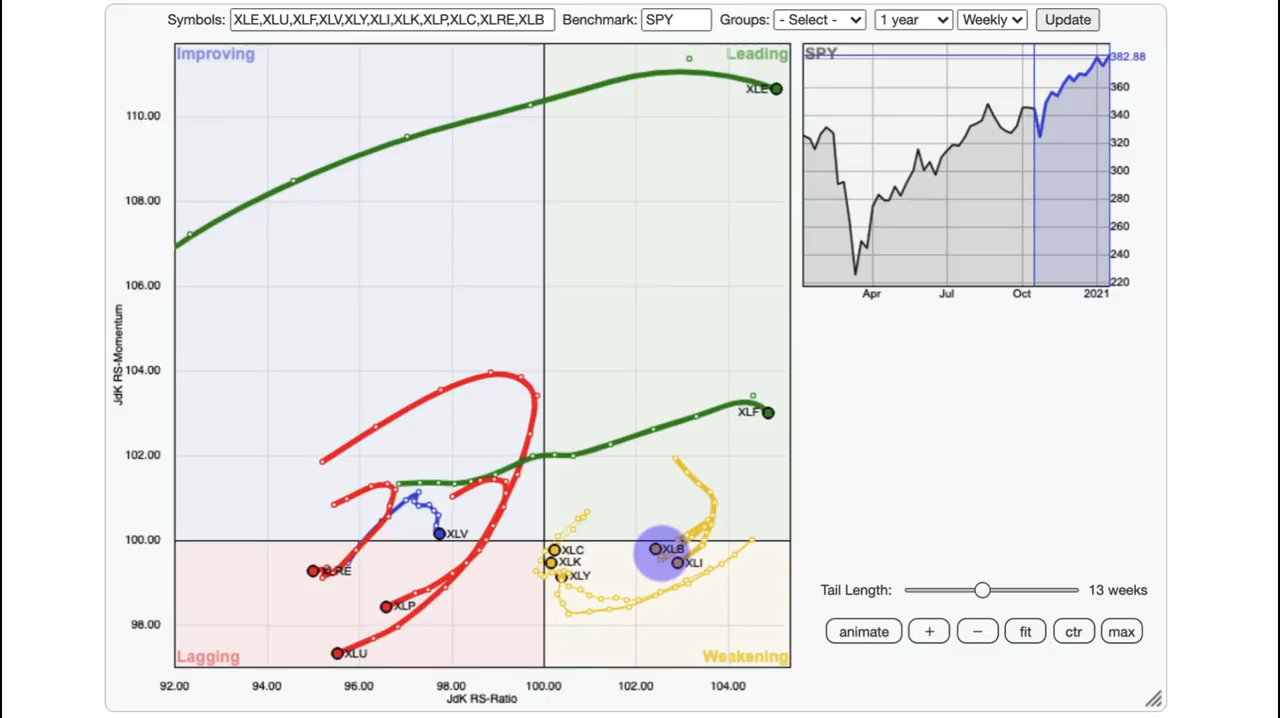 Symbols: XLE,XLU,XLF,XLV,XLY,XLI,XLK,XLP,XLC,XLRE,XLB Benchmark: SPY Groups: - Select - 1 year Weekly Update
Improving Leading
SPY
382.88
360
340
320
300
280
260
240
220
Apr Jul Oct 2021
XLE
110.00
108.00
106.00
104.00
102.00
100.00
98.00
JdK RS-Momentum
XLF
XLV
XLC
XLB
XLK
XLI
XLRE
XLY
XLP
XLU
Lagging Weakening
92.00 94.00 96.00 98.00 100.00 102.00 104.00
JdK RS-Ratio
Tail Length: 13 weeks
animate + − fit ctr max